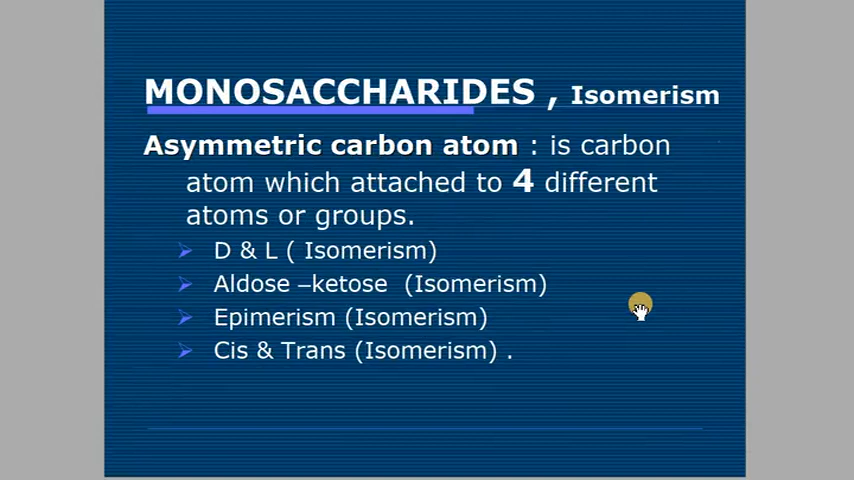 MONOSACCHARIDES , Isomerism
Asymmetric carbon atom : is carbon
atom which attached to 4 different
atoms or groups.
D & L ( Isomerism)
Aldose –ketose (Isomerism)
Epimerism (Isomerism)
Cis & Trans (Isomerism) .